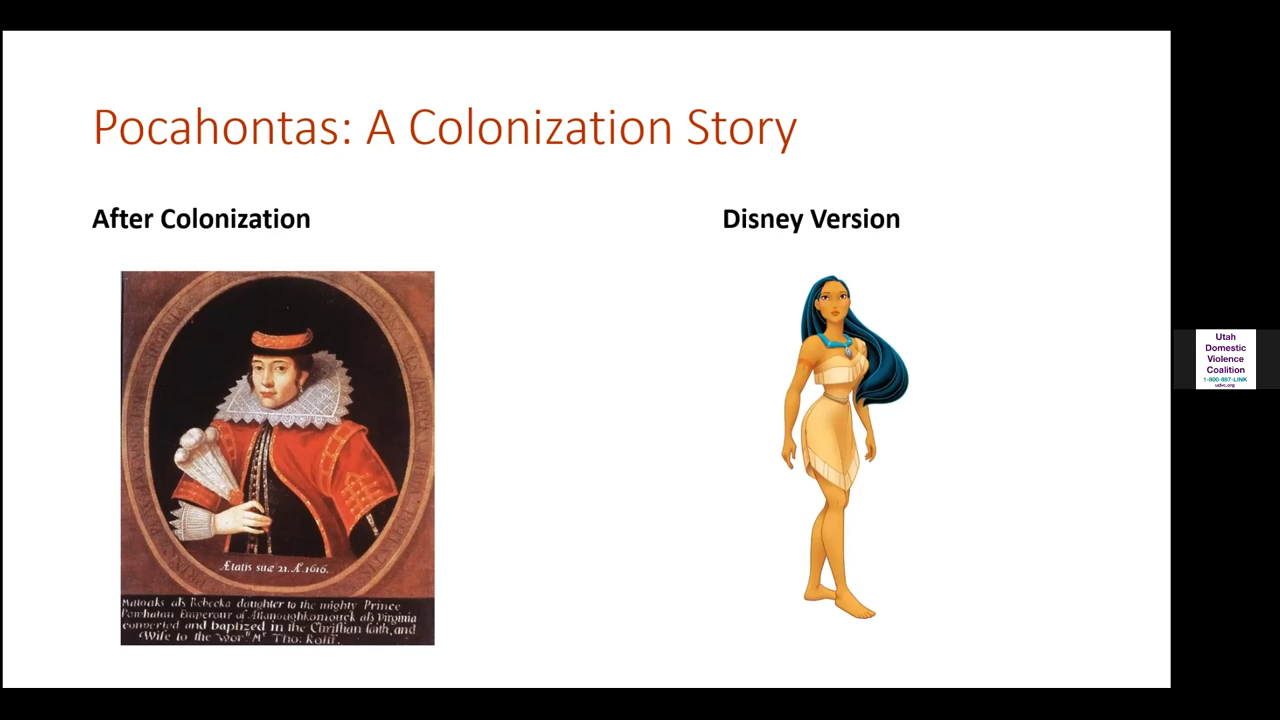 Pocahontas: A Colonization Story
After Colonization
Disney Version
Ætatis suæ 21. Aº. 1616.
Matoaks als Rebecka daughter to the mighty Prince
Powhatan Emperour of Attanoughkomouck als Virginia
converted and baptized in the Christian faith, and
Wife to the worth Mr Tho: Rolff.
Utah
Domestic
Violence
Coalition
1-800-897-LINK
udvc.org